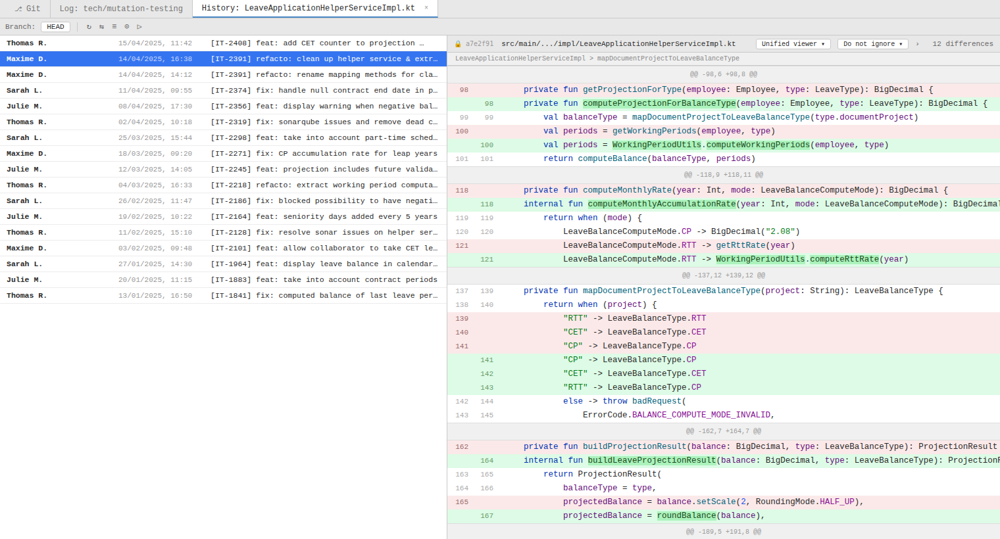 Git
Log: tech/mutation-testing
History: LeaveApplicationHelperServiceImpl.kt ×
Branch: HEAD
Thomas R. 15/04/2025, 11:42 [IT-2408] feat: add CET counter to projection …
Maxime D. 14/04/2025, 16:38 [IT-2391] refacto: clean up helper service & extr…
Maxime D. 14/04/2025, 14:12 [IT-2391] refacto: rename mapping methods for cla…
Sarah L. 11/04/2025, 09:55 [IT-2374] fix: handle null contract end date in p…
Julie M. 08/04/2025, 17:30 [IT-2356] feat: display warning when negative bal…
Thomas R. 02/04/2025, 10:18 [IT-2319] fix: sonarqube issues and remove dead c…
Sarah L. 25/03/2025, 15:44 [IT-2298] feat: take into account part-time sched…
Maxime D. 18/03/2025, 09:20 [IT-2271] fix: CP accumulation rate for leap years
Julie M. 12/03/2025, 14:05 [IT-2245] feat: projection includes future valida…
Thomas R. 04/03/2025, 16:33 [IT-2218] refacto: extract working period computa…
Sarah L. 26/02/2025, 11:47 [IT-2186] fix: blocked possibility to have negati…
Julie M. 19/02/2025, 10:22 [IT-2164] feat: seniority days added every 5 years
Thomas R. 11/02/2025, 15:10 [IT-2128] fix: resolve sonar issues on helper ser…
Maxime D. 03/02/2025, 09:48 [IT-2101] feat: allow collaborator to take CET le…
Sarah L. 27/01/2025, 14:30 [IT-1964] feat: display leave balance in calendar…
Julie M. 20/01/2025, 11:15 [IT-1883] feat: take into account contract periods
Thomas R. 13/01/2025, 16:50 [IT-1841] fix: computed balance of last leave per…
a7e2f91 src/main/.../impl/LeaveApplicationHelperServiceImpl.kt Unified viewer ▾ Do not ignore ▾ › 12 differences
LeaveApplicationHelperServiceImpl > mapDocumentProjectToLeaveBalanceType
@@ -98,6 +98,8 @@
98 private fun getProjectionForType(employee: Employee, type: LeaveType): BigDecimal {
98 private fun computeProjectionForBalanceType(employee: Employee, type: LeaveType): BigDecimal {
99 99 val balanceType = mapDocumentProjectToLeaveBalanceType(type.documentProject)
100 val periods = getWorkingPeriods(employee, type)
100 val periods = WorkingPeriodUtils.computeWorkingPeriods(employee, type)
101 101 return computeBalance(balanceType, periods)
@@ -118,9 +118,11 @@
118 private fun computeMonthlyRate(year: Int, mode: LeaveBalanceComputeMode): BigDecimal {
118 internal fun computeMonthlyAccumulationRate(year: Int, mode: LeaveBalanceComputeMode): BigDecimal
119 119 return when (mode) {
120 120 LeaveBalanceComputeMode.CP -> BigDecimal("2.08")
121 LeaveBalanceComputeMode.RTT -> getRttRate(year)
121 LeaveBalanceComputeMode.RTT -> WorkingPeriodUtils.computeRttRate(year)
@@ -137,12 +139,12 @@
137 139 private fun mapDocumentProjectToLeaveBalanceType(project: String): LeaveBalanceType {
138 140 return when (project) {
139 "RTT" -> LeaveBalanceType.RTT
140 "CET" -> LeaveBalanceType.CET
141 "CP" -> LeaveBalanceType.CP
141 "CP" -> LeaveBalanceType.CP
142 "CET" -> LeaveBalanceType.CET
143 "RTT" -> LeaveBalanceType.CP
142 144 else -> throw badRequest(
143 145 ErrorCode.BALANCE_COMPUTE_MODE_INVALID,
@@ -162,7 +164,7 @@
162 private fun buildProjectionResult(balance: BigDecimal, type: LeaveBalanceType): ProjectionResult
164 internal fun buildLeaveProjectionResult(balance: BigDecimal, type: LeaveBalanceType): ProjectionR
163 165 return ProjectionResult(
164 166 balanceType = type,
165 projectedBalance = balance.setScale(2, RoundingMode.HALF_UP),
167 projectedBalance = roundBalance(balance),
@@ -189,5 +191,8 @@